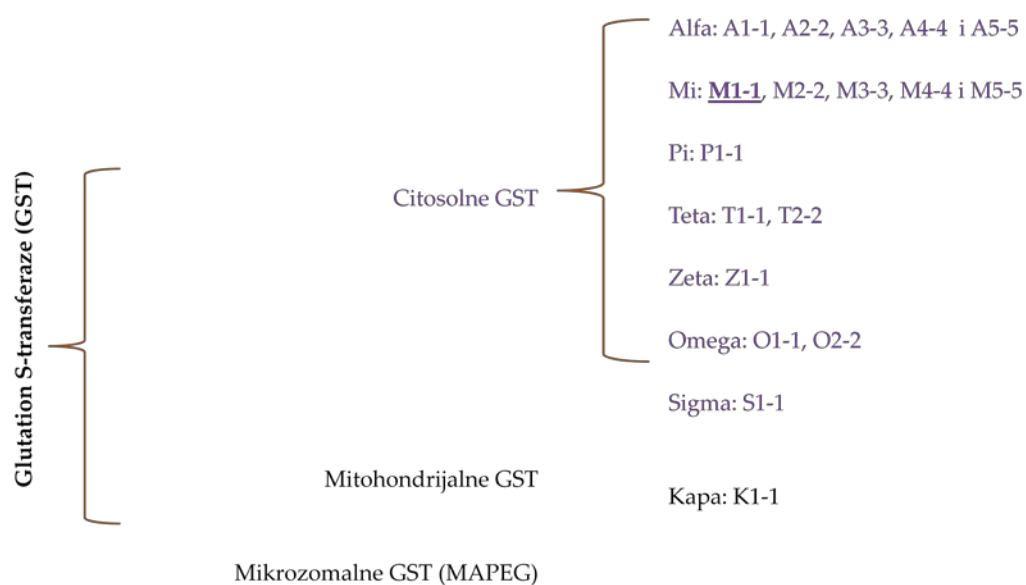 Glutation S-transferaze (GST)
Citosolne GST
Alfa: A1-1, A2-2, A3-3, A4-4 i A5-5
Mi: M1-1, M2-2, M3-3, M4-4 i M5-5
Pi: P1-1
Teta: T1-1, T2-2
Zeta: Z1-1
Omega: O1-1, O2-2
Sigma: S1-1
Mitohondrijalne GST
Kapa: K1-1
Mikrozomalne GST (MAPEG)